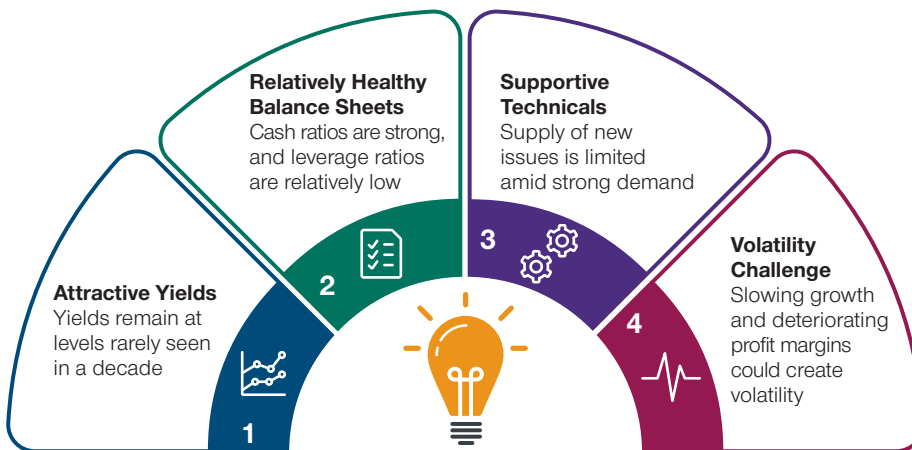 1
Attractive Yields
Yields remain at
levels rarely seen
in a decade
2
Relatively Healthy
Balance Sheets
Cash ratios are strong,
and leverage ratios
are relatively low
3
Supportive
Technicals
Supply of new
issues is limited
amid strong demand
4
Volatility
Challenge
Slowing growth
and deteriorating
profit margins
could create
volatility